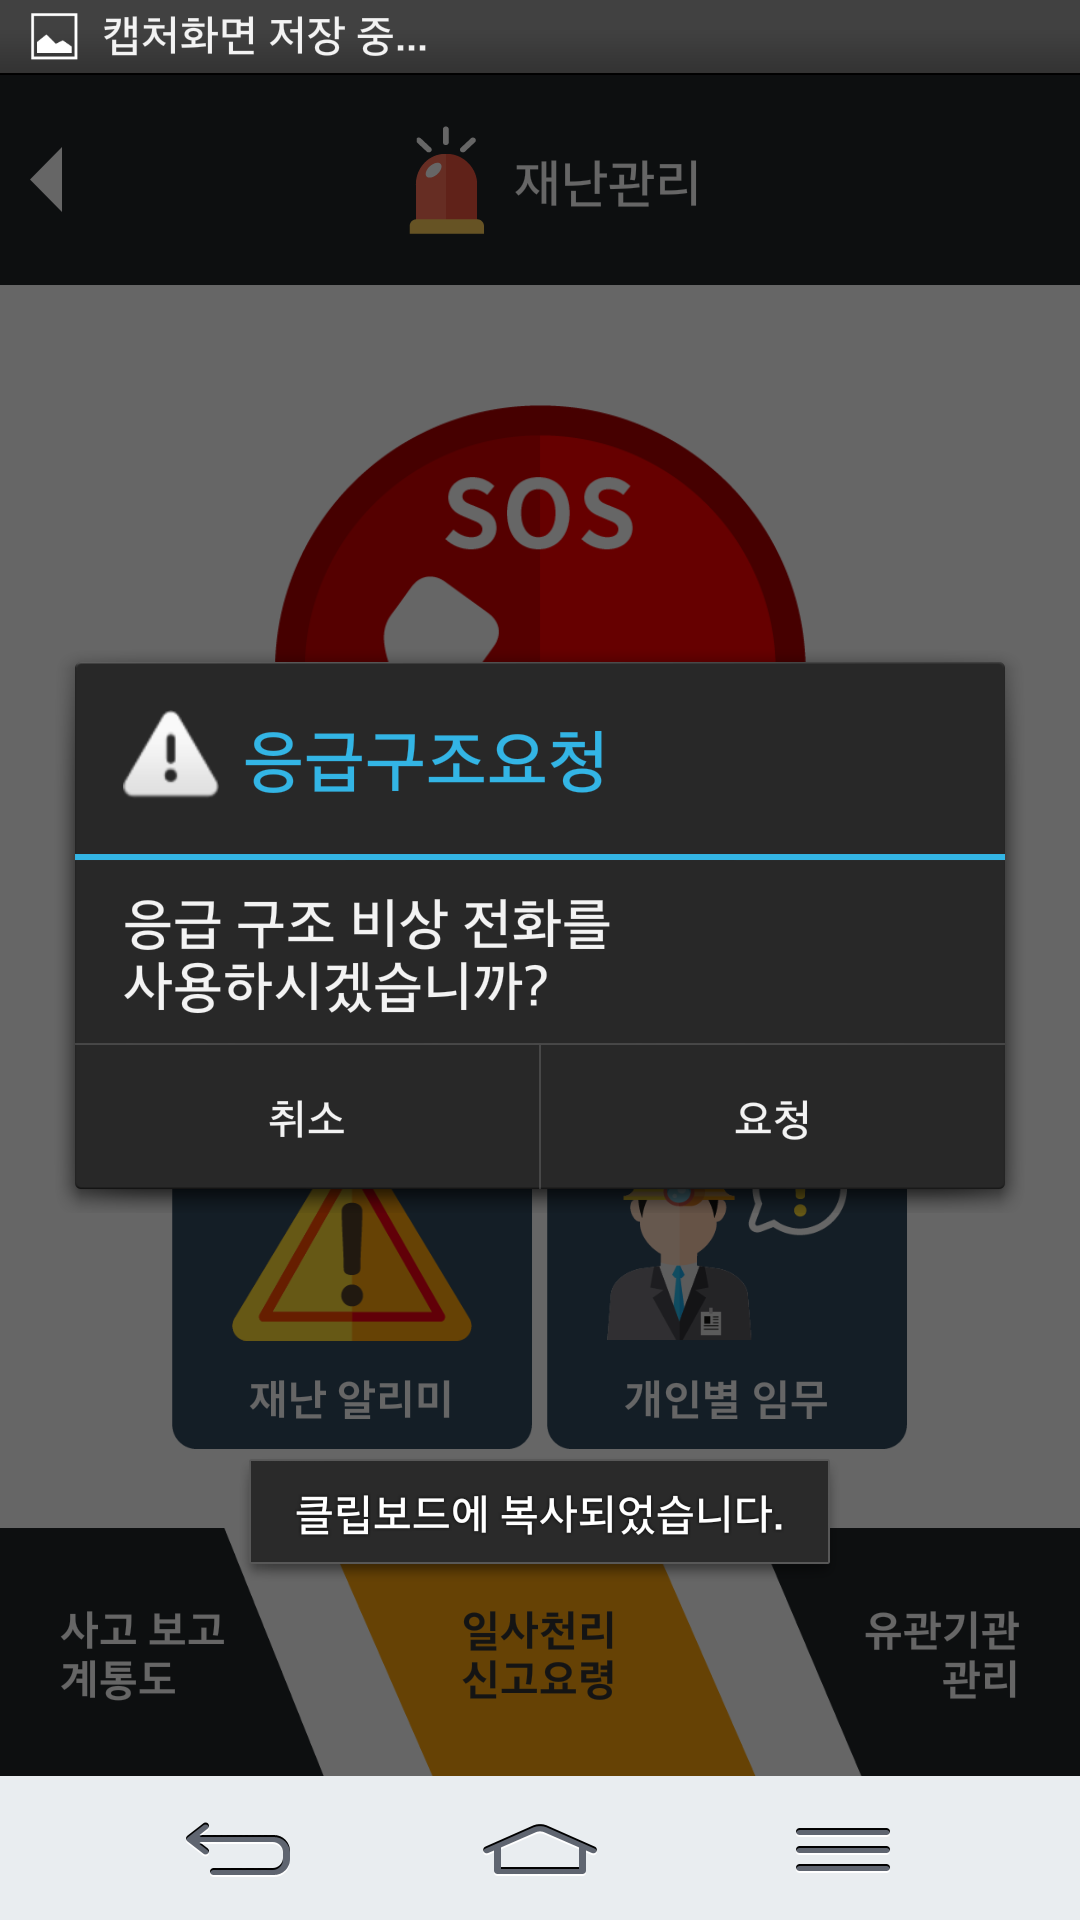 캡처화면 저장 중...
재난관리
SOS
응급구조요청
응급 구조 비상 전화를
사용하시겠습니까?
취소
요청
재난 알리미
개인별 임무
클립보드에 복사되었습니다.
사고 보고
계통도
일사천리
신고요령
유관기관
관리